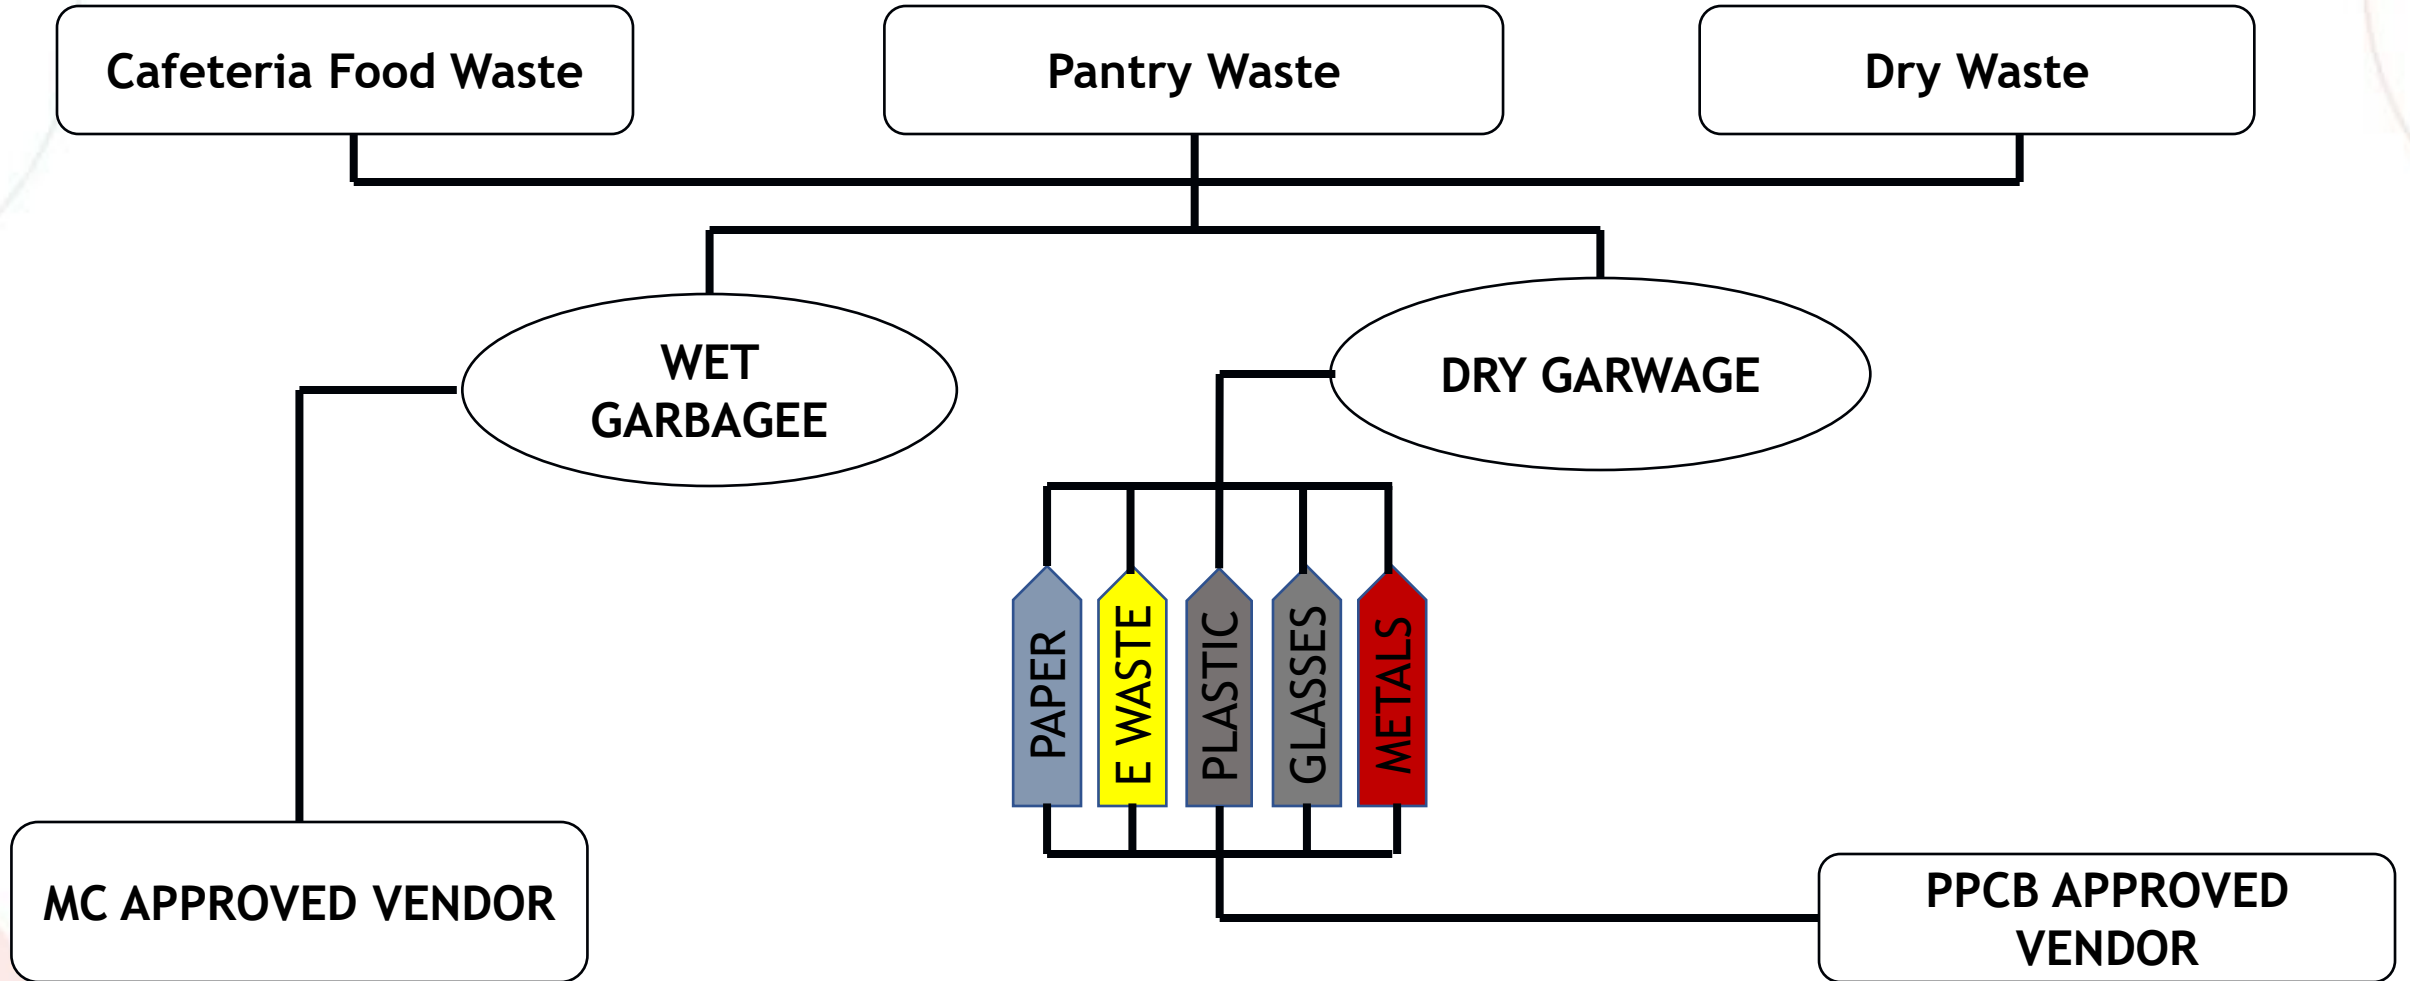 Cafeteria Food Waste
Pantry Waste
Dry Waste
WET
GARBAGEE
DRY GARWAGE
PAPER
E WASTE
PLASTIC
GLASSES
METALS
MC APPROVED VENDOR
PPCB APPROVED
VENDOR